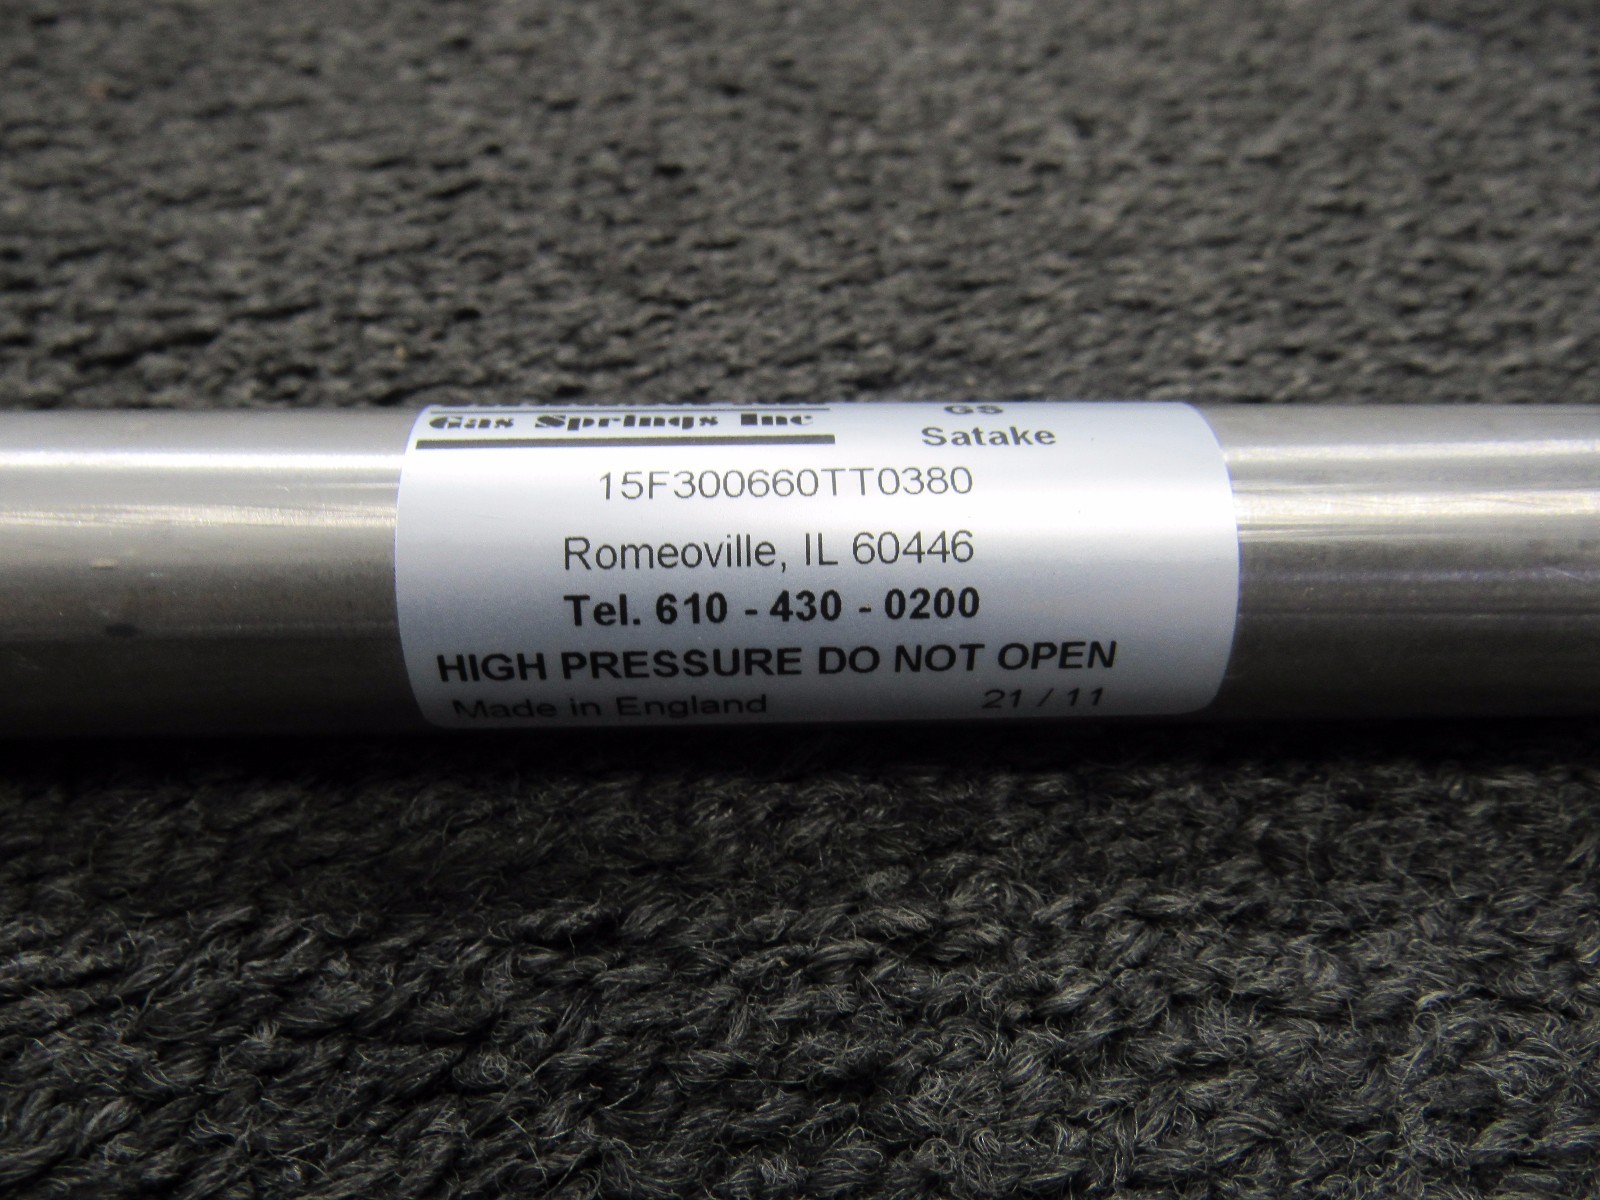 Gas Springs Inc
GS
Satake
15F300660TT0380
Romeoville, IL 60446
Tel. 610 - 430 - 0200
HIGH PRESSURE DO NOT OPEN
Made in England 21 / 11